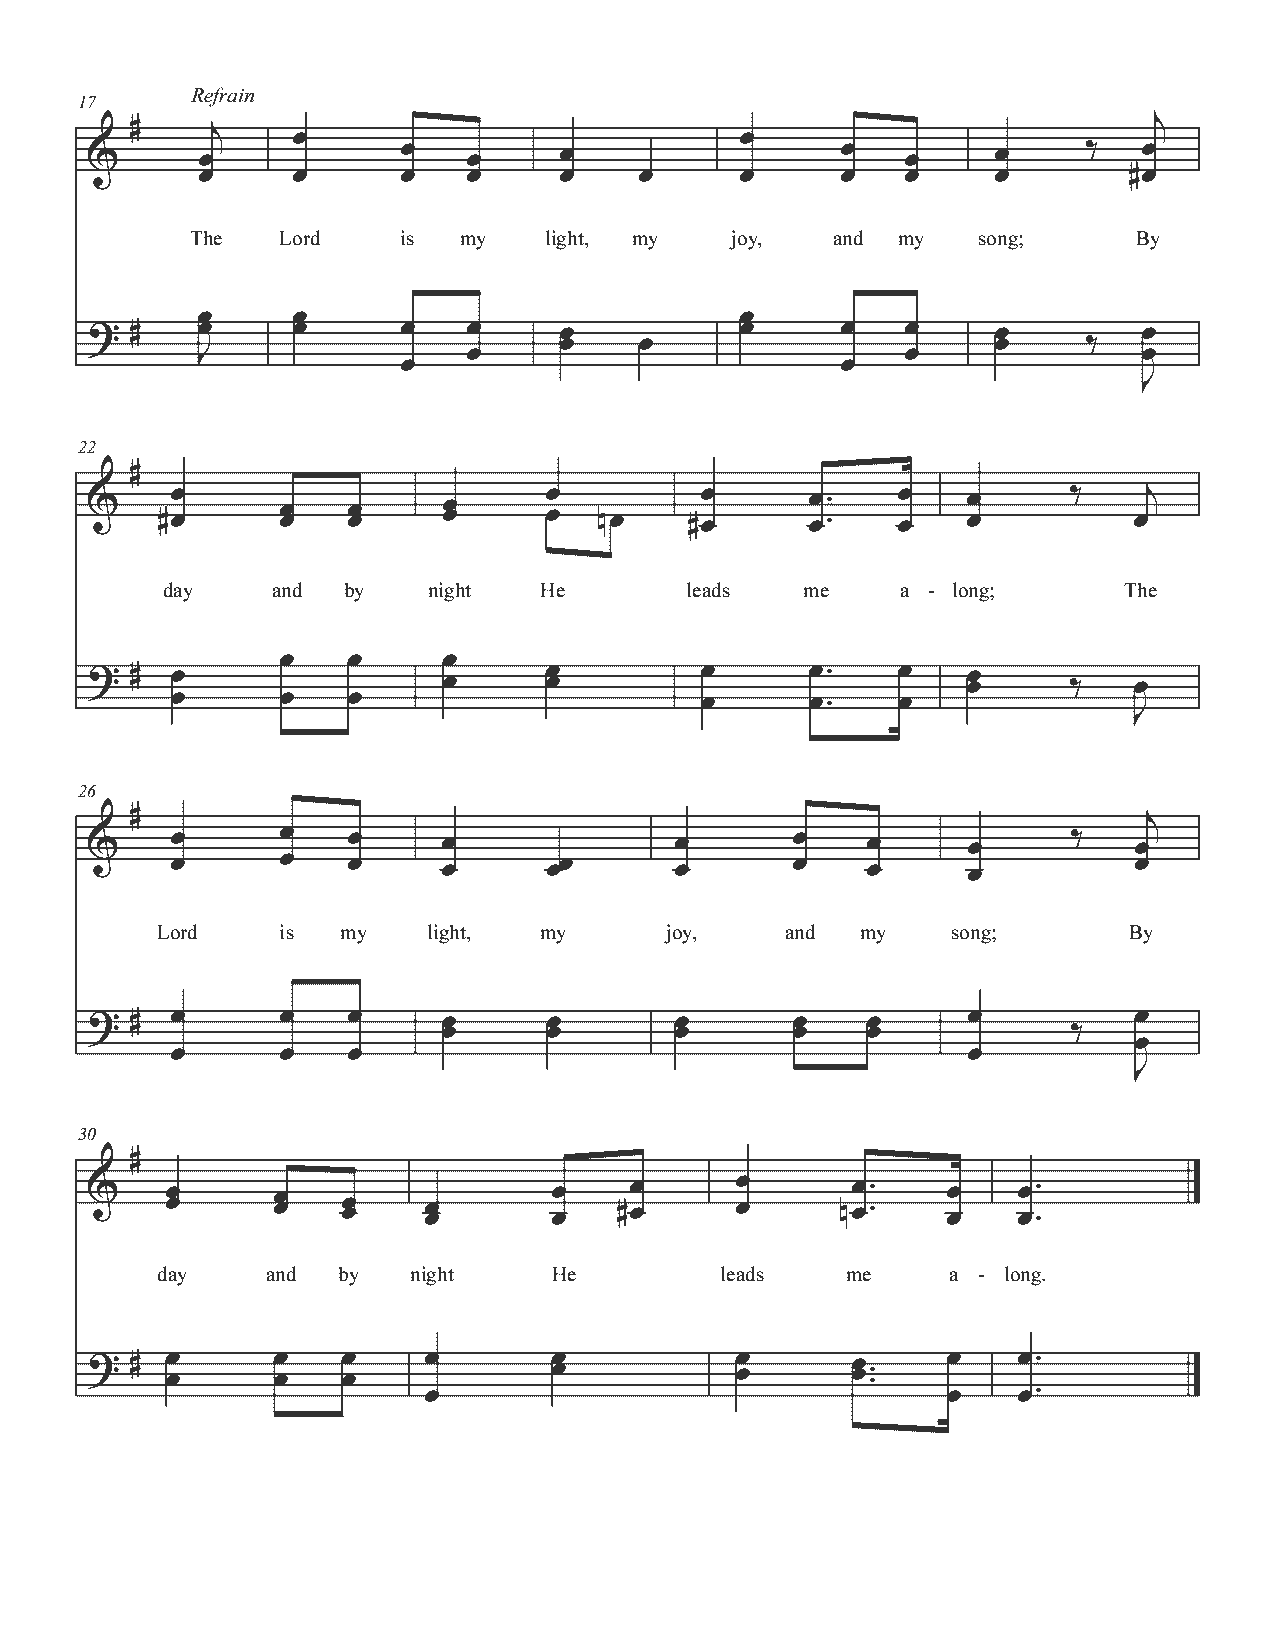 17 Refrain
The Lord is my light, my joy, and my song; By
22
day and by night He leads me a - long; The
26
Lord is my light, my joy, and my song; By
30
day and by night He leads me a - long.